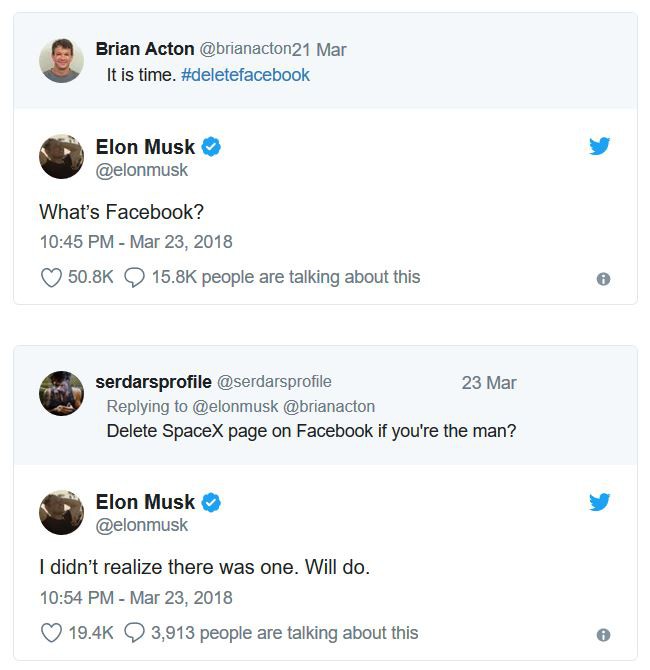 Brian Acton @brianacton21 Mar
It is time. #deletefacebook
Elon Musk
@elonmusk
What's Facebook?
10:45 PM - Mar 23, 2018
50.8K 15.8K people are talking about this
serdarsprofile @serdarsprofile 23 Mar
Replying to @elonmusk @brianacton
Delete SpaceX page on Facebook if you're the man?
Elon Musk
@elonmusk
I didn't realize there was one. Will do.
10:54 PM - Mar 23, 2018
19.4K 3,913 people are talking about this